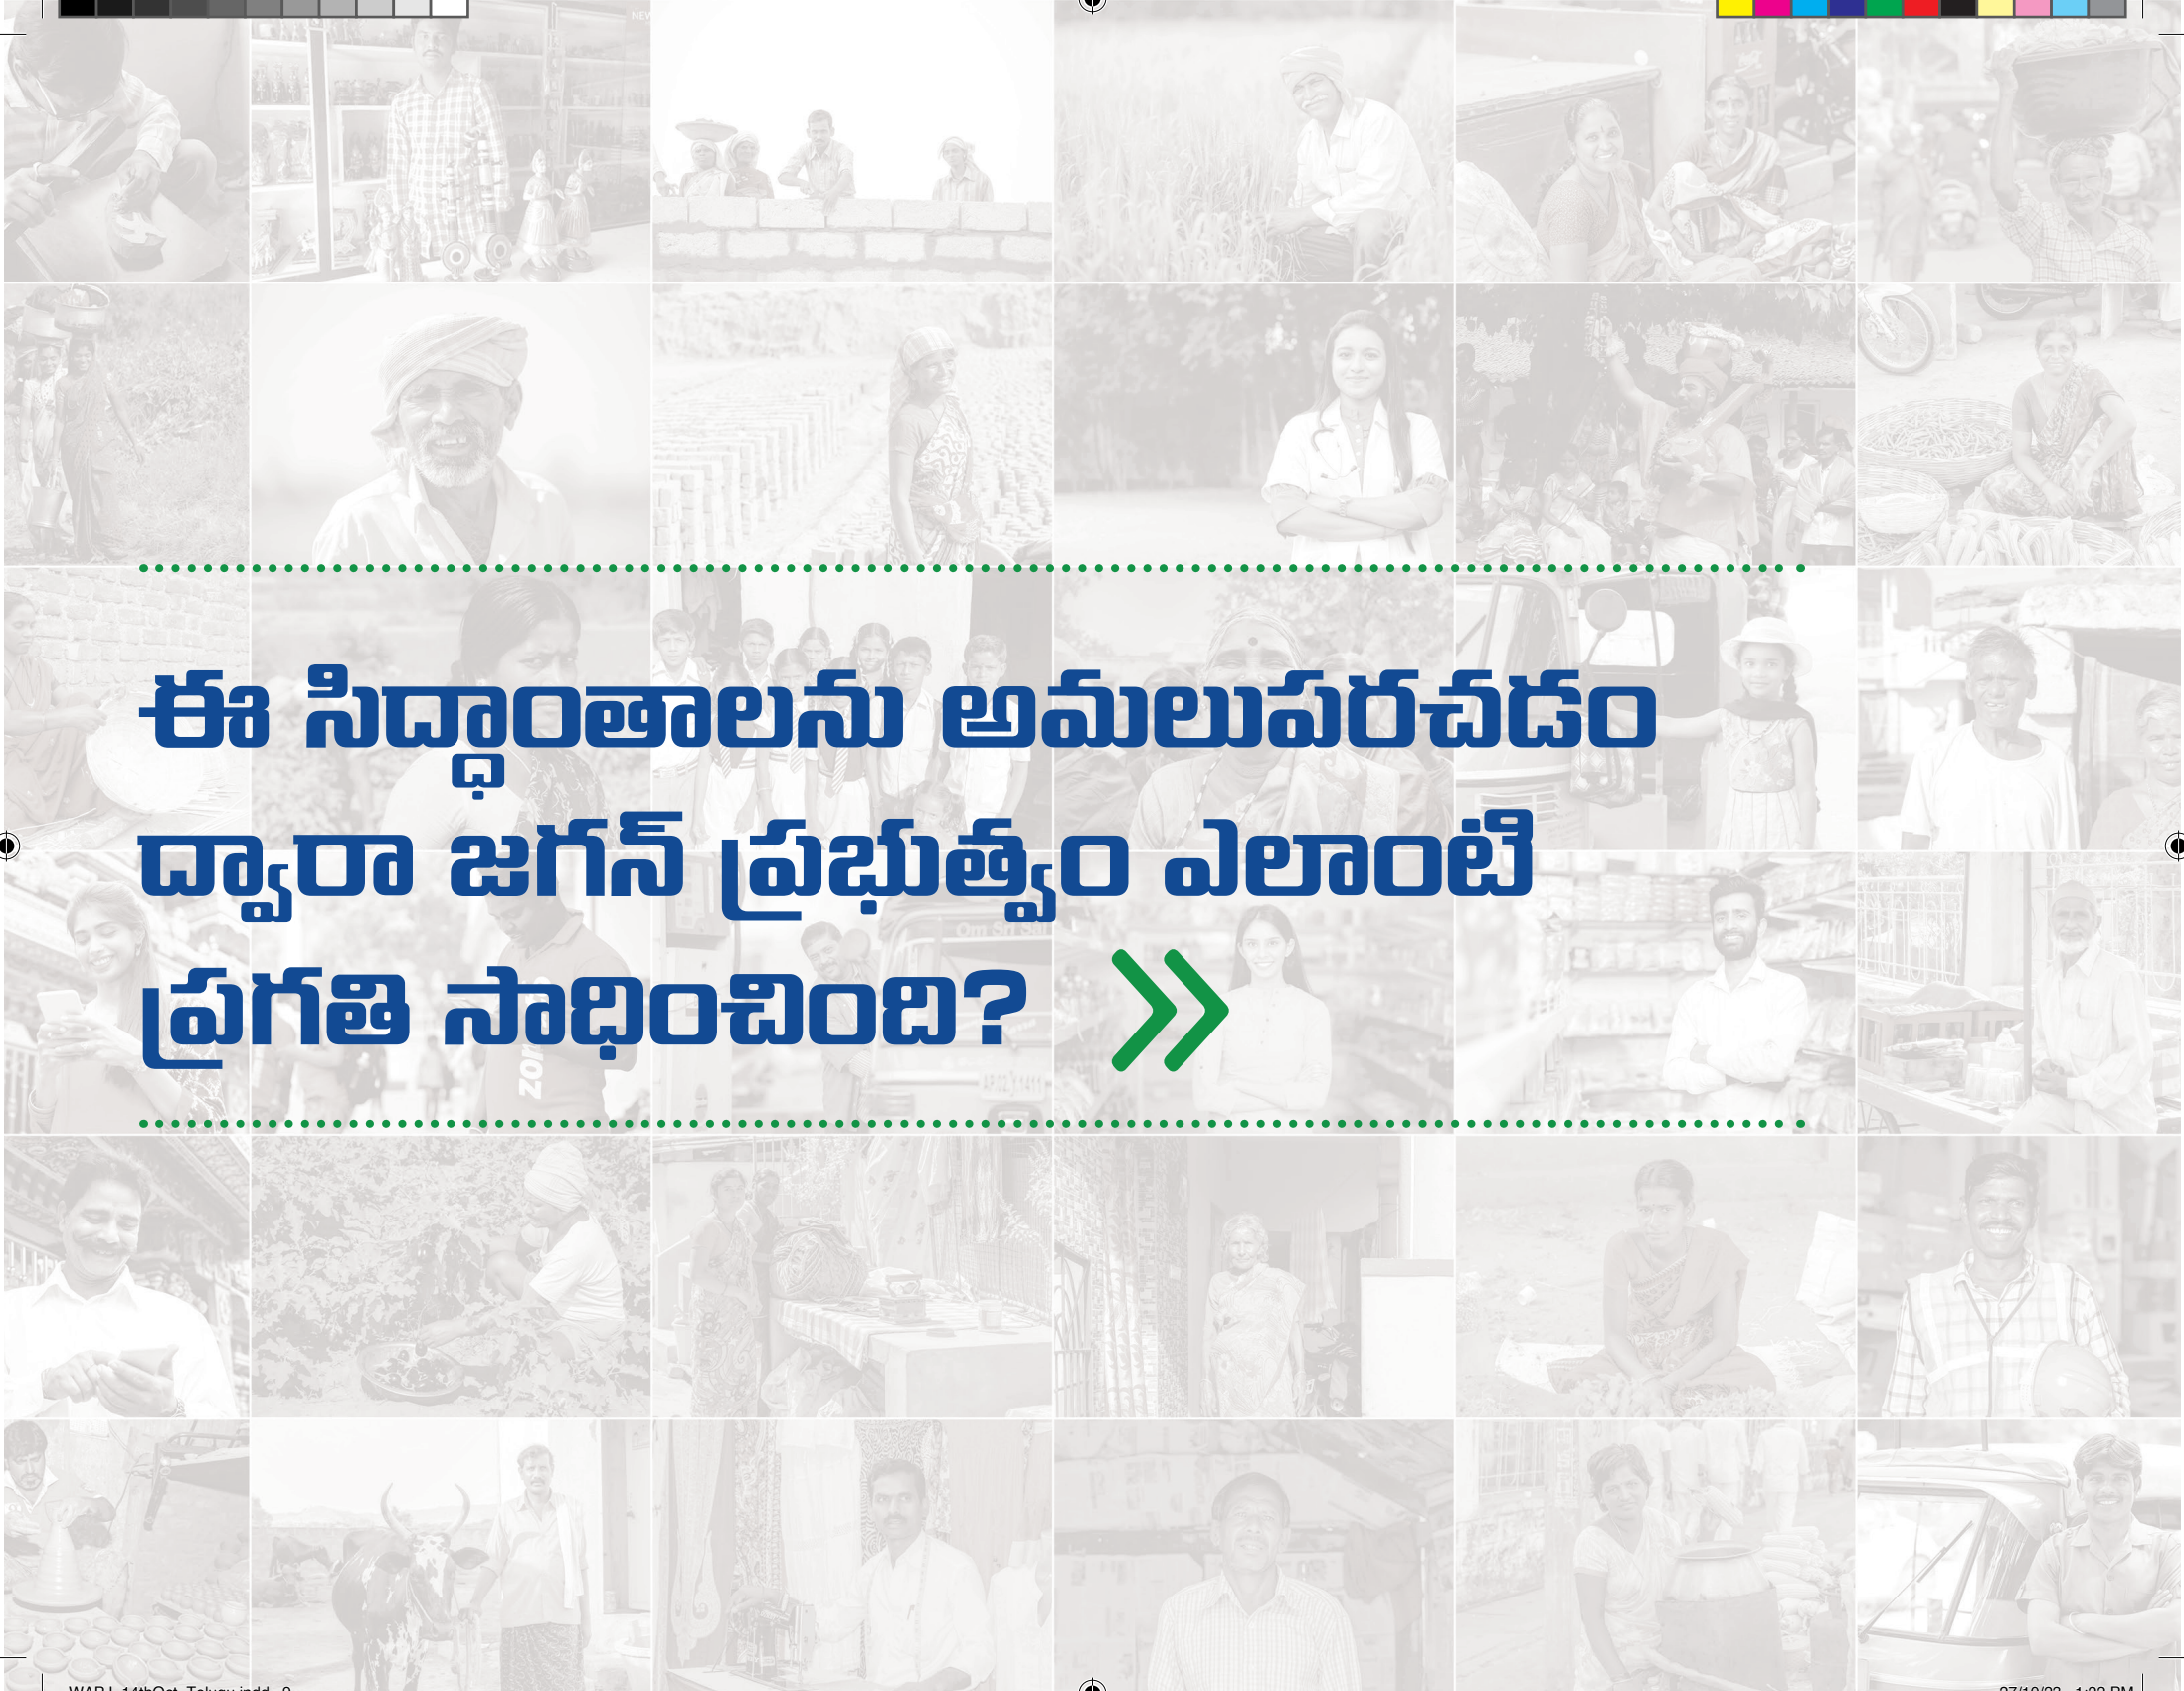 ఈ సిద్ధాంతాలను అమలుపరచడం
ద్వారా జగన్ ప్రభుత్వం ఎలాంటి
ప్రగతి సాధించింది?